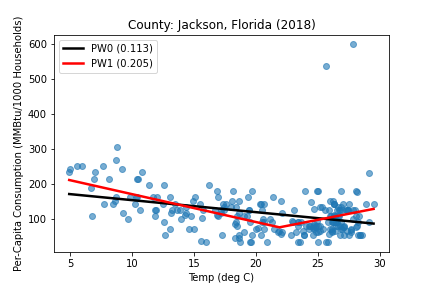 County: Jackson, Florida (2018)
PW0 (0.113)
PW1 (0.205)
Per-Capita Consumption (MMBtu/1000 Households)
600
500
400
300
200
100
5 10 15 20 25 30
Temp (deg C)